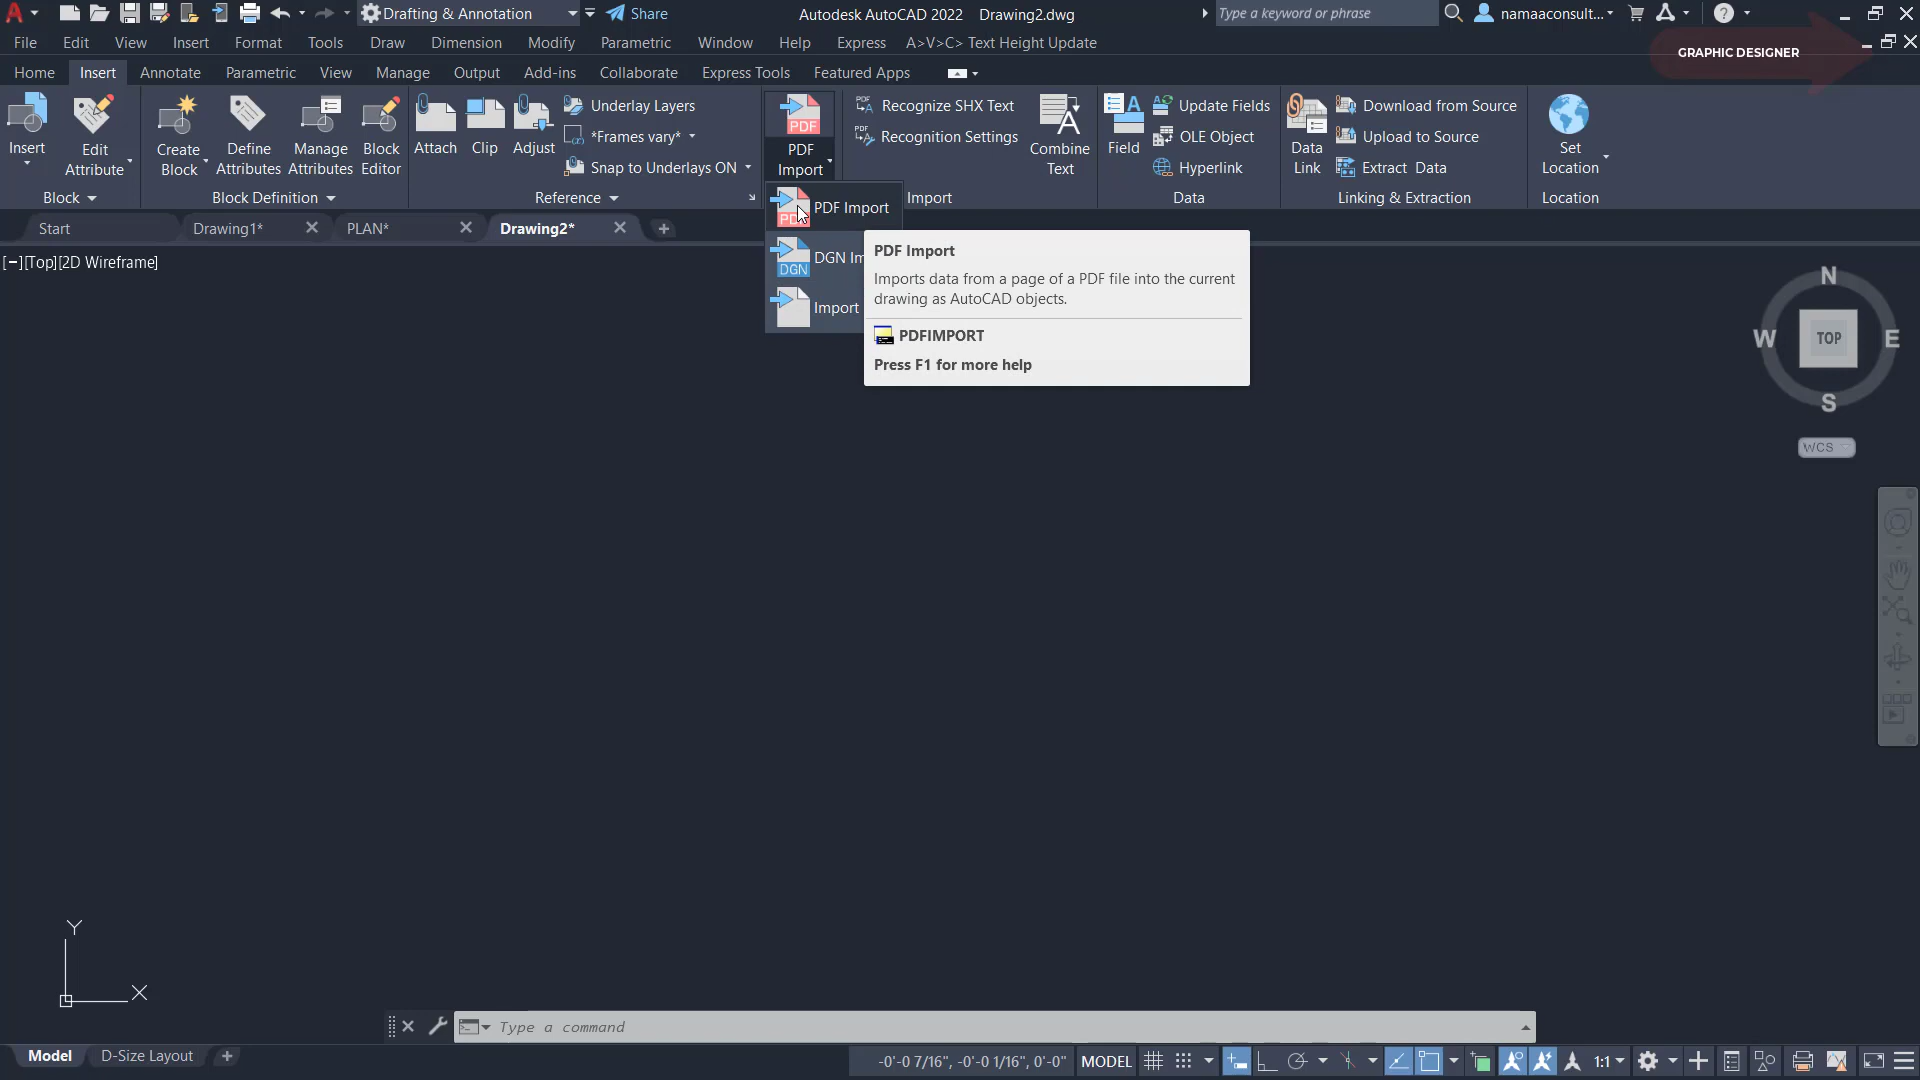 Drafting & Annotation
Share
Autodesk AutoCAD 2022 Drawing2.dwg
Type a keyword or phrase
namaaconsult...
File Edit View Insert Format Tools Draw Dimension Modify Parametric Window Help Express A>V>C> Text Height Update
GRAPHIC DESIGNER
Home Insert Annotate Parametric View Manage Output Add-ins Collaborate Express Tools Featured Apps
Insert
Edit
Attribute
Create
Block
Define
Attributes
Manage
Attributes
Block
Editor
Attach
Clip
Adjust
Underlay Layers
*Frames vary*
Snap to Underlays ON
PDF
PDF
Import
PDF Recognize SHX Text
PDF Recognition Settings
Combine
Text
Field
Update Fields
OLE Object
Hyperlink
Data
Link
Download from Source
Upload to Source
Extract Data
Set
Location
Block Block Definition Reference Import Data Linking & Extraction Location
PDF Import
DGN Im
DGN
Import
PDF Import
Imports data from a page of a PDF file into the current
drawing as AutoCAD objects.
PDFIMPORT
Press F1 for more help
Start Drawing1* PLAN* Drawing2*
[−][Top][2D Wireframe]
N
W TOP E
S
WCS
Y
X
Type a command
Model D-Size Layout
-0'-0 7/16", -0'-0 1/16", 0'-0" MODEL 1:1